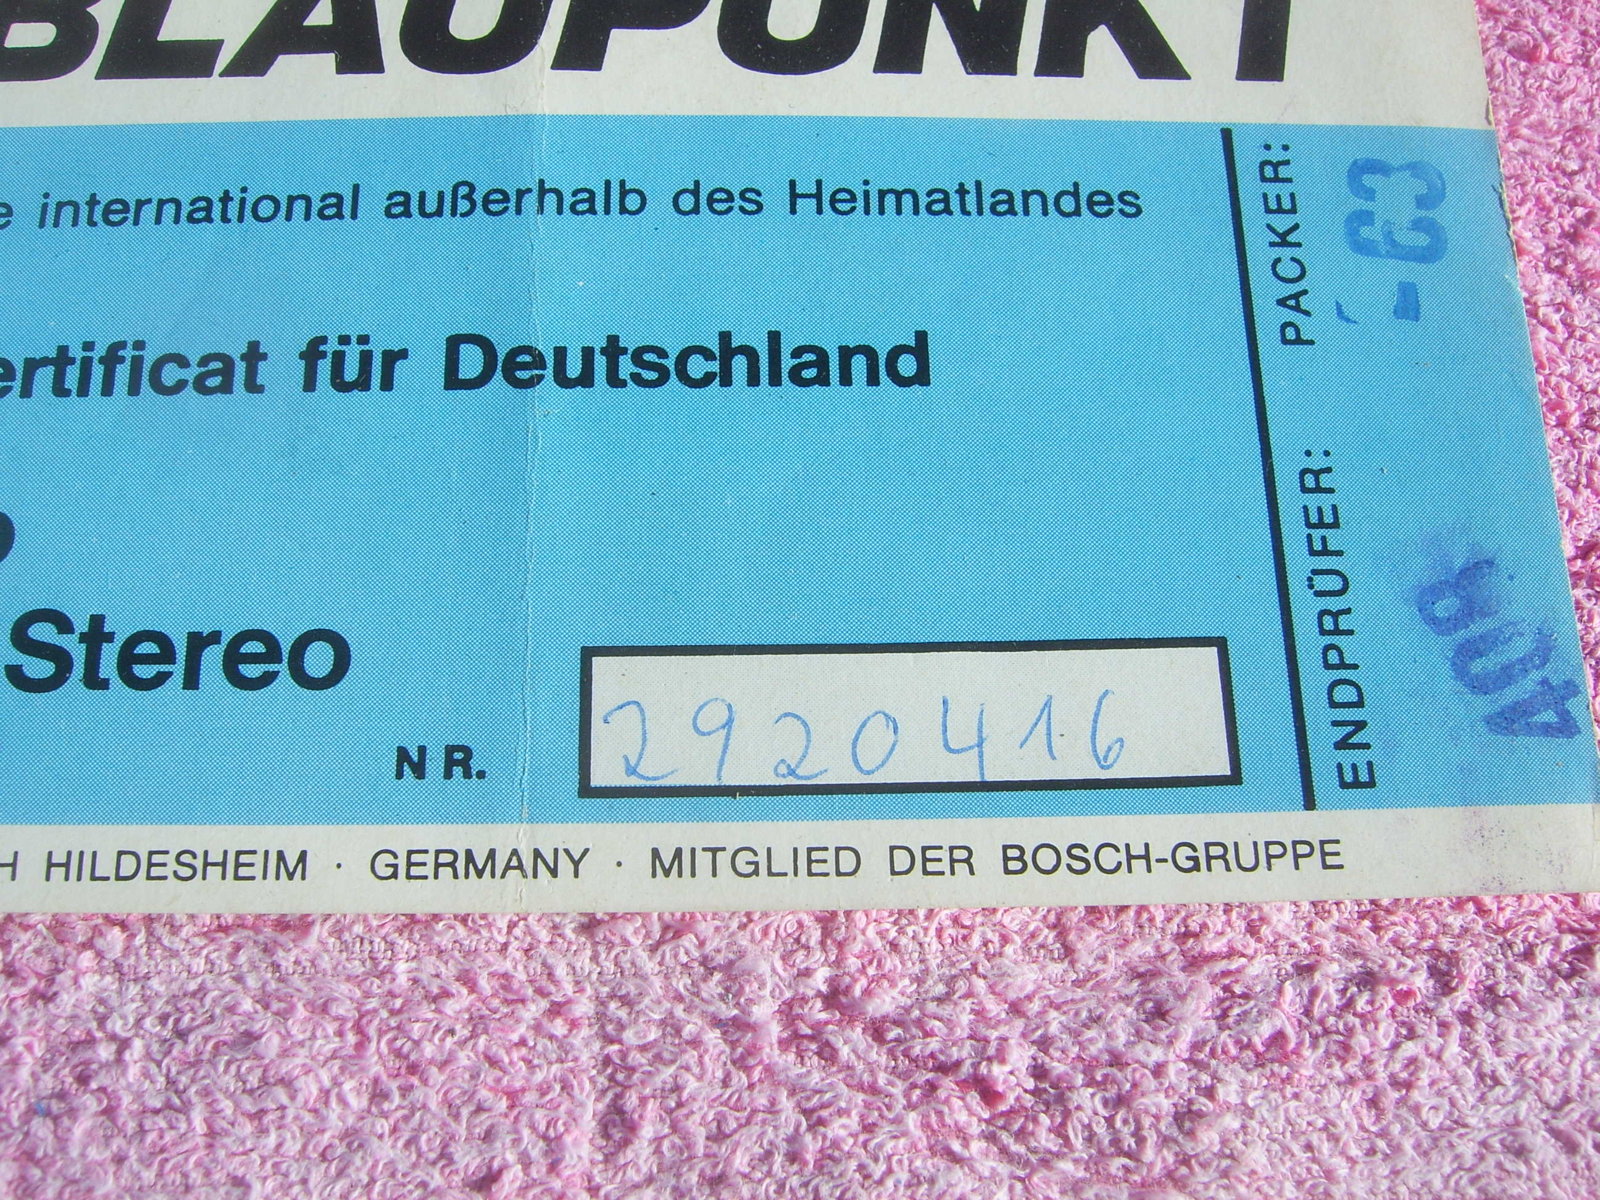 BLAUPUNKT
e international außerhalb des Heimatlandes
ertificat für Deutschland
Stereo
NR. 2920416
PACKER: - 63
ENDPRÜFER: 408
H HILDESHEIM · GERMANY · MITGLIED DER BOSCH-GRUPPE